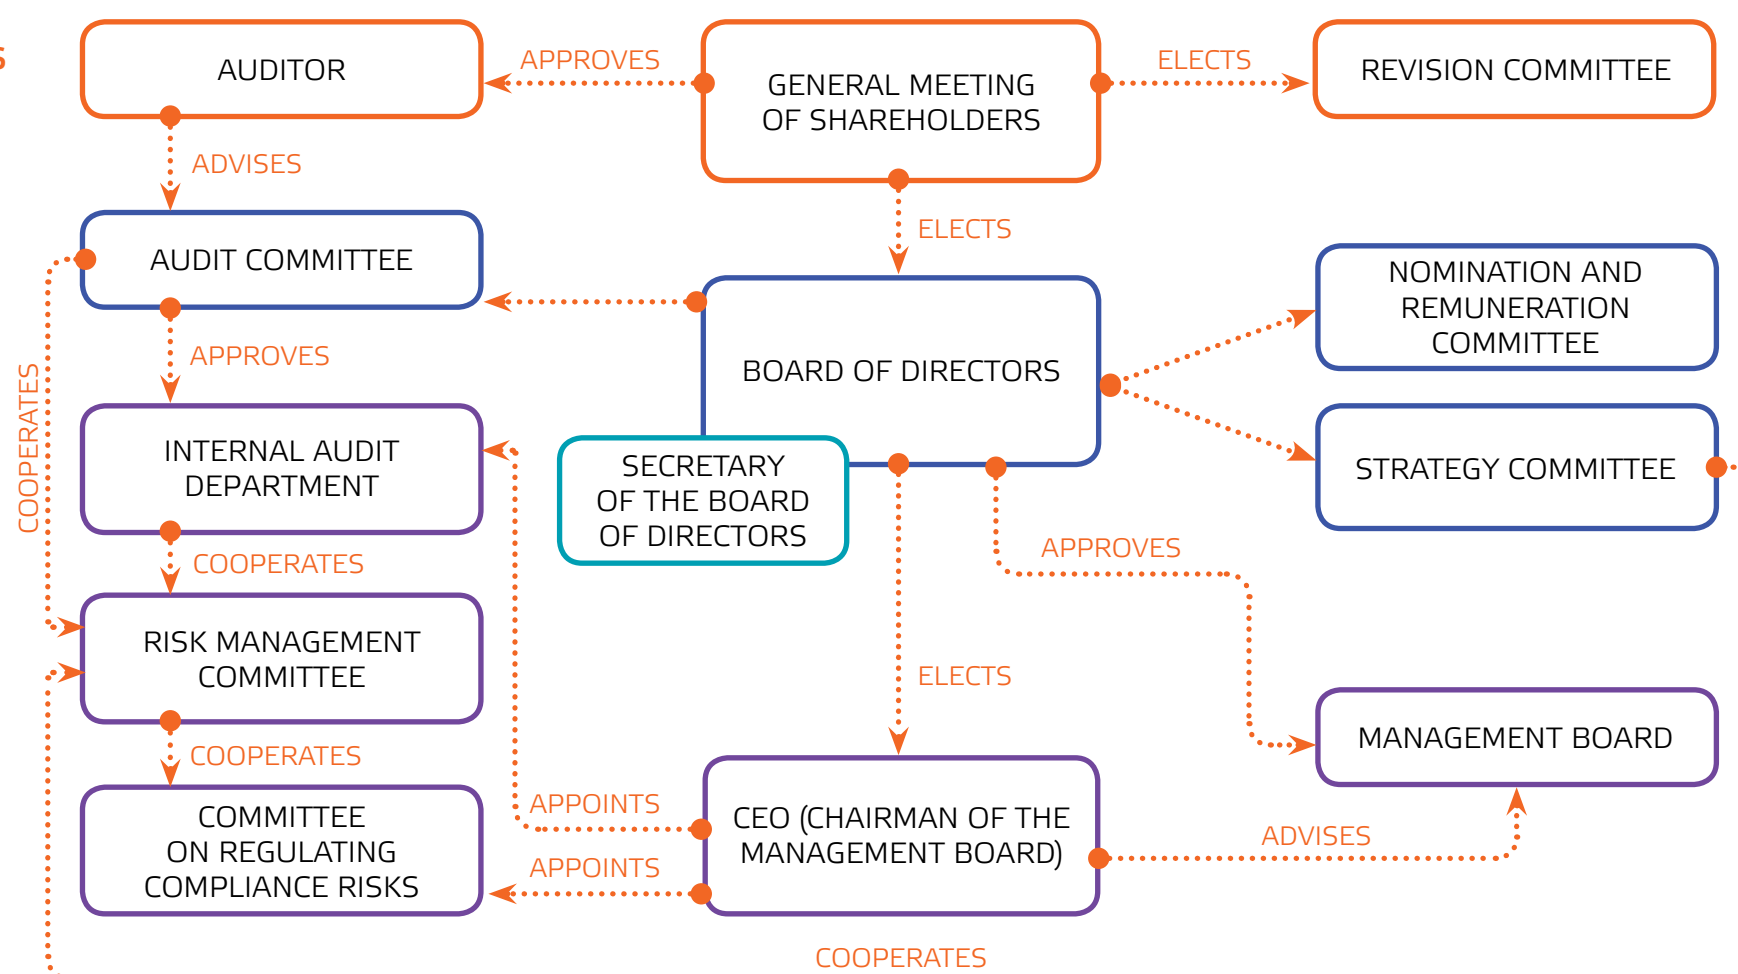 S
AUDITOR
APPROVES
GENERAL MEETING
OF SHAREHOLDERS
ELECTS
REVISION COMMITTEE
ADVISES
ELECTS
AUDIT COMMITTEE
NOMINATION AND
REMUNERATION
COMMITTEE
APPROVES
BOARD OF DIRECTORS
COOPERATES
INTERNAL AUDIT
DEPARTMENT
SECRETARY
OF THE BOARD
OF DIRECTORS
STRATEGY COMMITTEE
COOPERATES
APPROVES
RISK MANAGEMENT
COMMITTEE
ELECTS
MANAGEMENT BOARD
COOPERATES
APPOINTS
COMMITTEE
ON REGULATING
COMPLIANCE RISKS
CEO (CHAIRMAN OF THE
MANAGEMENT BOARD)
ADVISES
APPOINTS
COOPERATES